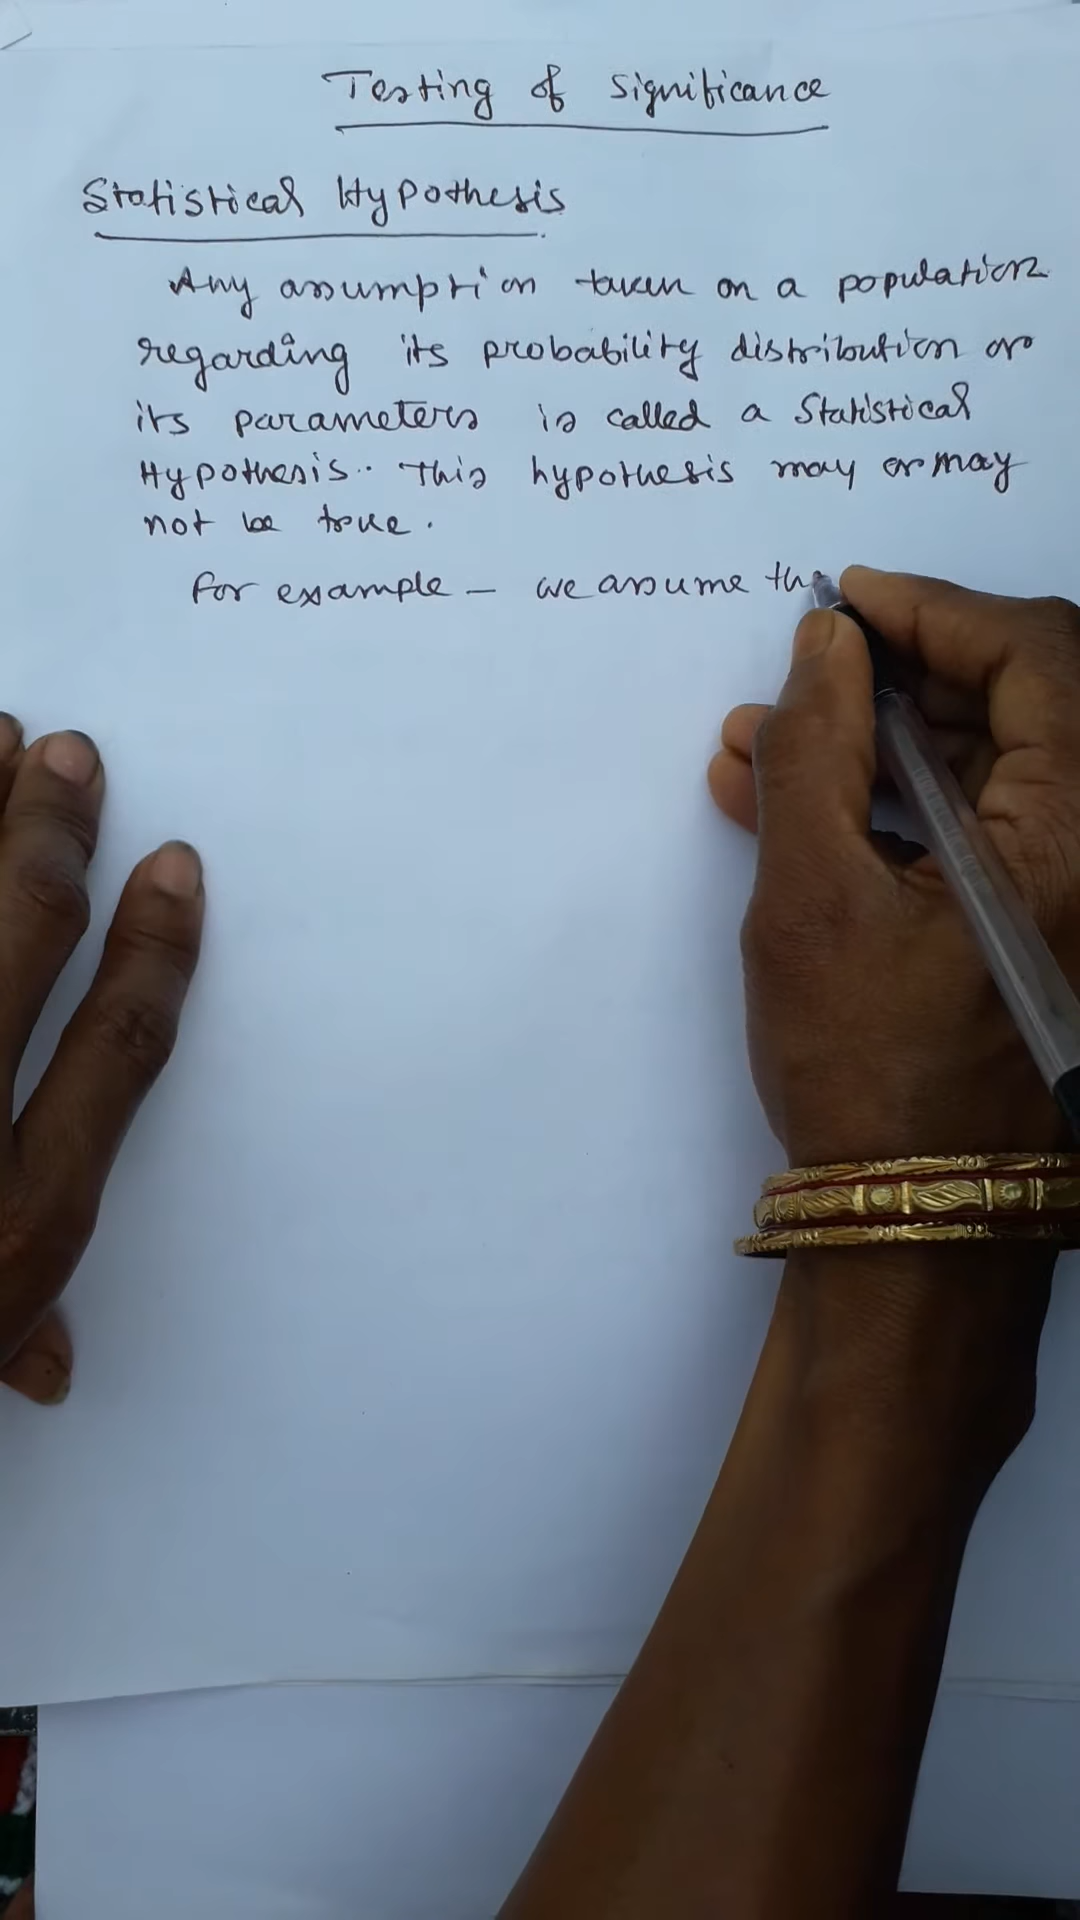 Testing of significance
Statistical Hypothesis
Any assumption taken on a population
regarding its probability distribution or
its parameters is called a Statistical
Hypothesis. This hypothesis may or may
not be true.
for example - we assume tha